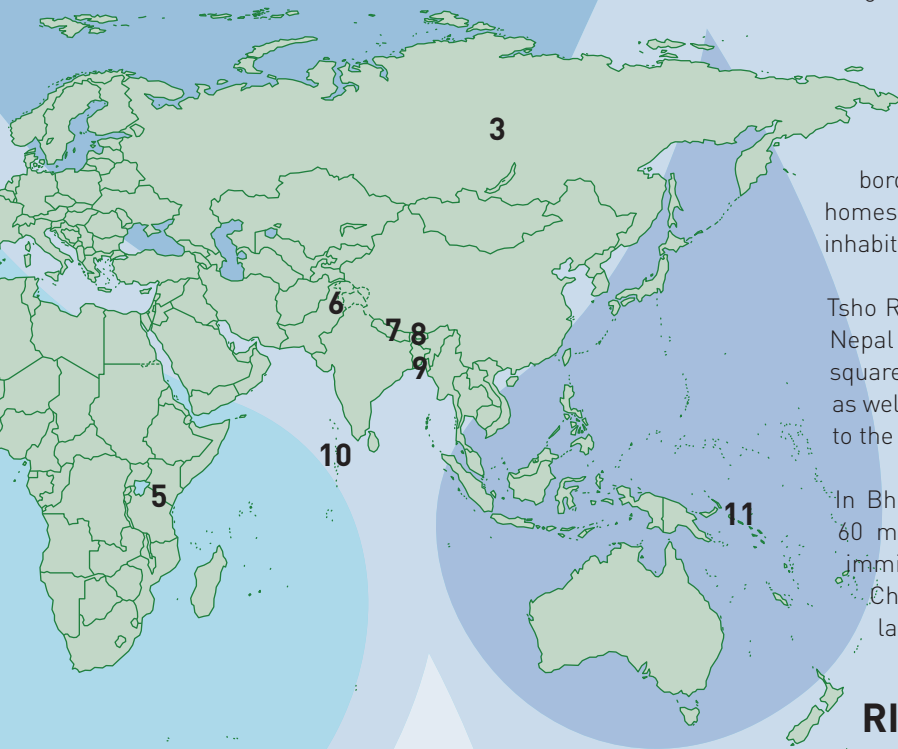 3
6
7 8
9
10
5
11
homes
inhabit
Tsho R
Nepal
square
as wel
to the
In Bh
60 m
immi
Ch
la
RI